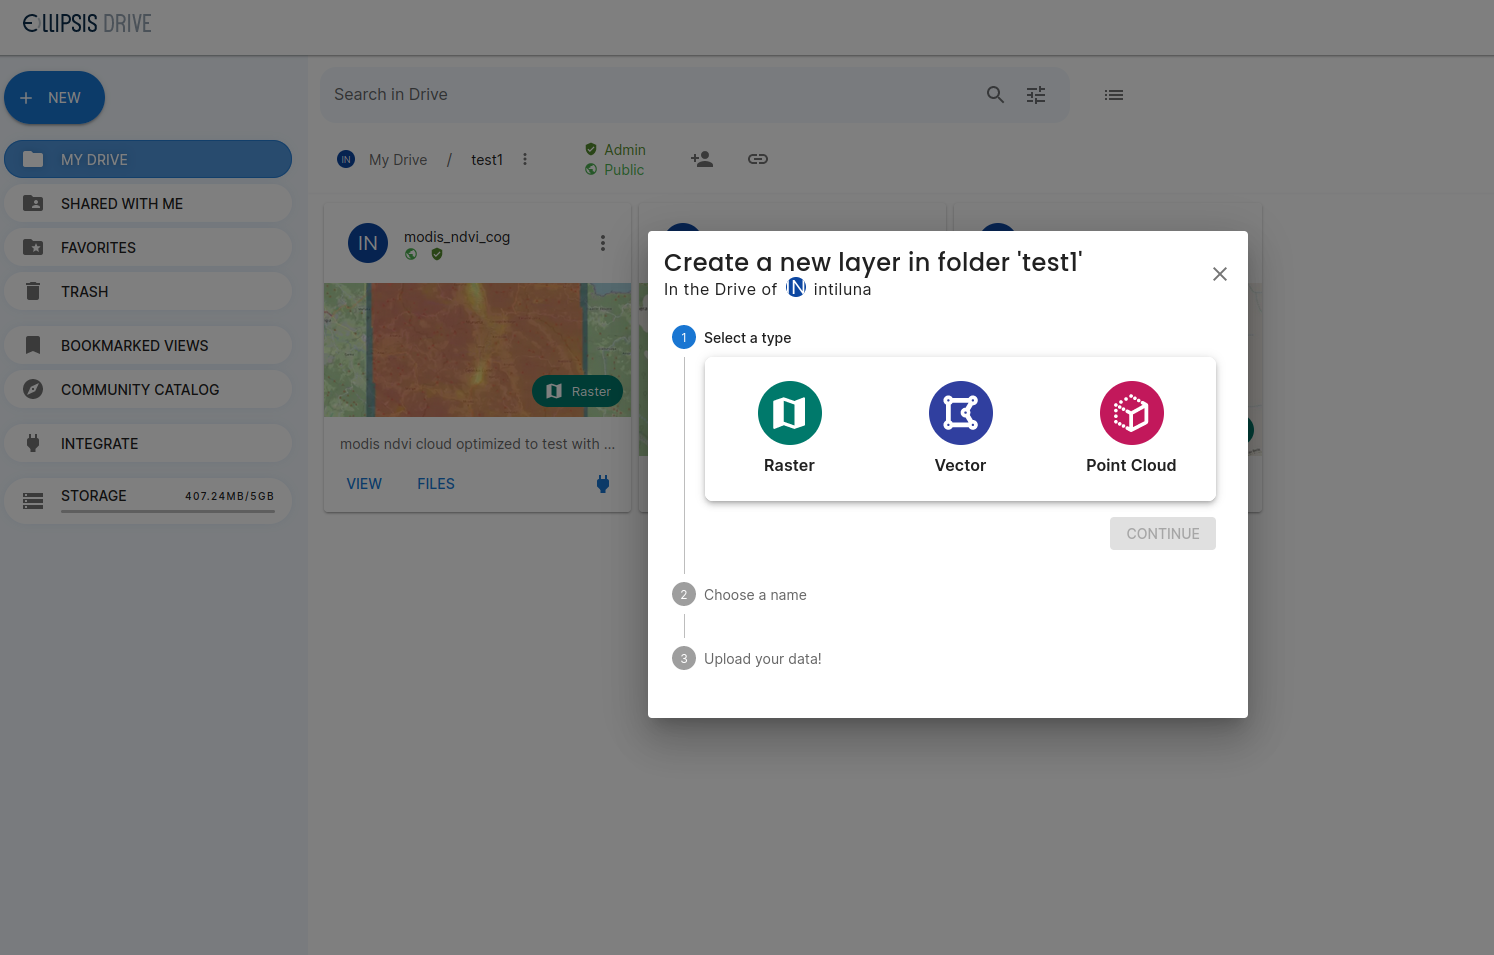 ELLIPSIS DRIVE
NEW
Search in Drive
MY DRIVE
IN My Drive / test1
Admin
Public
SHARED WITH ME
FAVORITES
TRASH
BOOKMARKED VIEWS
COMMUNITY CATALOG
INTEGRATE
STORAGE 407.24MB/5GB
IN modis_ndvi_cog
Raster
modis ndvi cloud optimized to test with ...
VIEW FILES
Create a new layer in folder 'test1'
In the Drive of IN intiluna
1 Select a type
Raster Vector Point Cloud
CONTINUE
2 Choose a name
3 Upload your data!